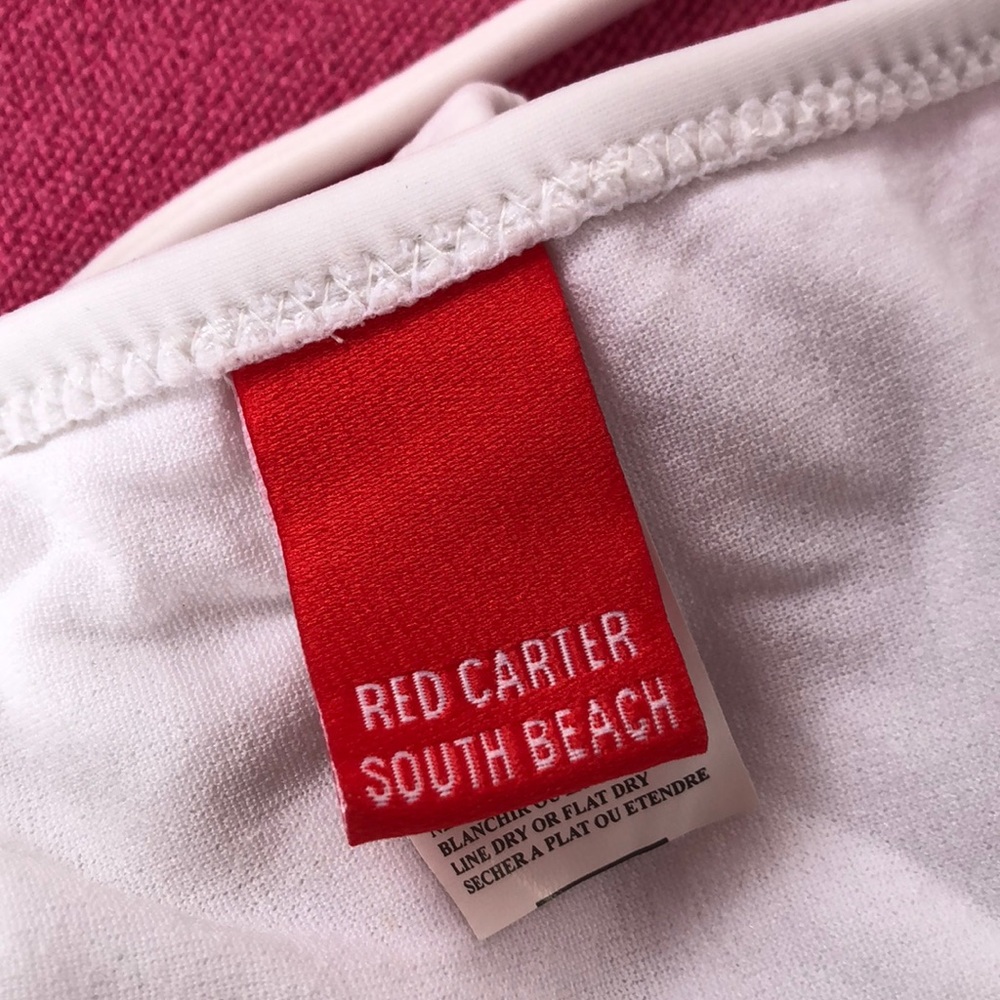 RED CARTER
SOUTH BEACH
BLANCHIR OU
LINE DRY OR FLAT DRY
SECHER A PLAT OU ETENDRE